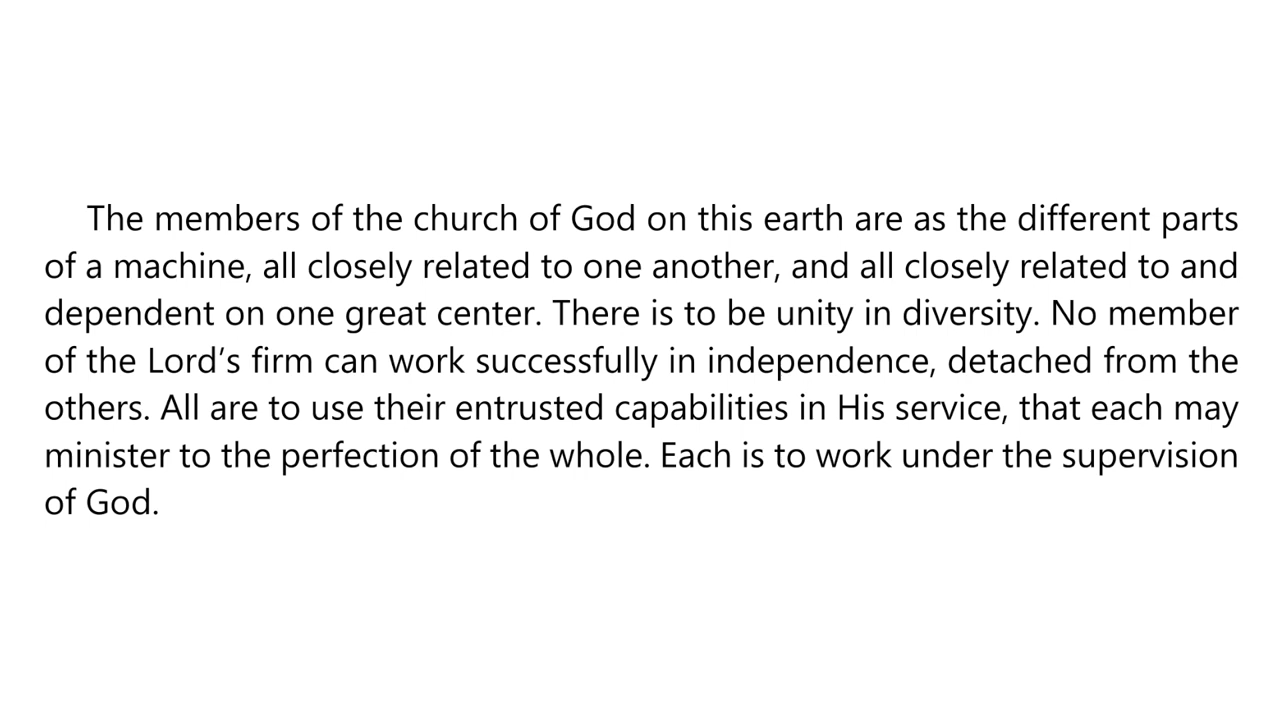 The members of the church of God on this earth are as the different parts
of a machine, all closely related to one another, and all closely related to and
dependent on one great center. There is to be unity in diversity. No member
of the Lord’s firm can work successfully in independence, detached from the
others. All are to use their entrusted capabilities in His service, that each may
minister to the perfection of the whole. Each is to work under the supervision
of God.